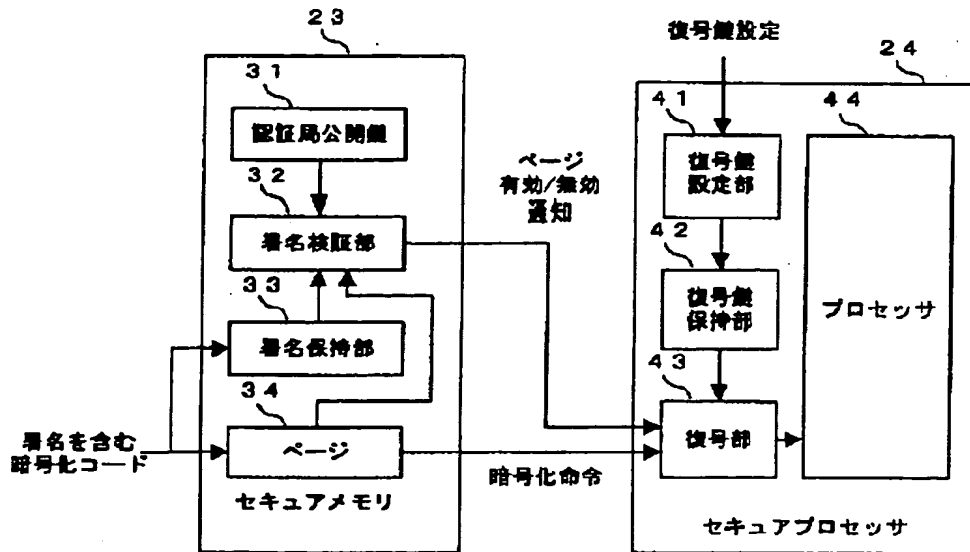 23
復号鍵設定
24
31
認証局公開鍵
41
44
復号鍵
設定部
32
ページ
有効/無効
通知
署名検証部
42
33
復号鍵
保持部
プロセッサ
署名保持部
43
34
署名を含む
暗号化コード
ページ
復号部
暗号化命令
セキュアメモリ
セキュアプロセッサ